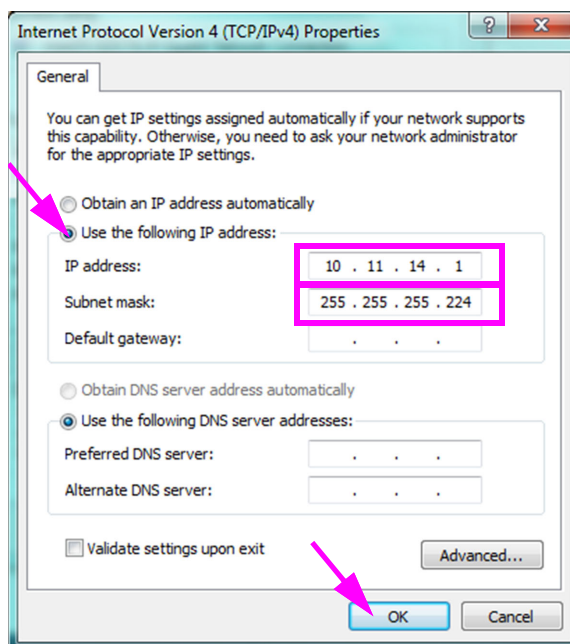 Internet Protocol Version 4 (TCP/IPv4) Properties
?
X
General
You can get IP settings assigned automatically if your network supports
this capability. Otherwise, you need to ask your network administrator
for the appropriate IP settings.
Obtain an IP address automatically
Use the following IP address:
IP address: 10 . 11 . 14 . 1
Subnet mask: 255 . 255 . 255 . 224
Default gateway: . . .
Obtain DNS server address automatically
Use the following DNS server addresses:
Preferred DNS server: . . .
Alternate DNS server: . . .
Validate settings upon exit
Advanced...
OK Cancel